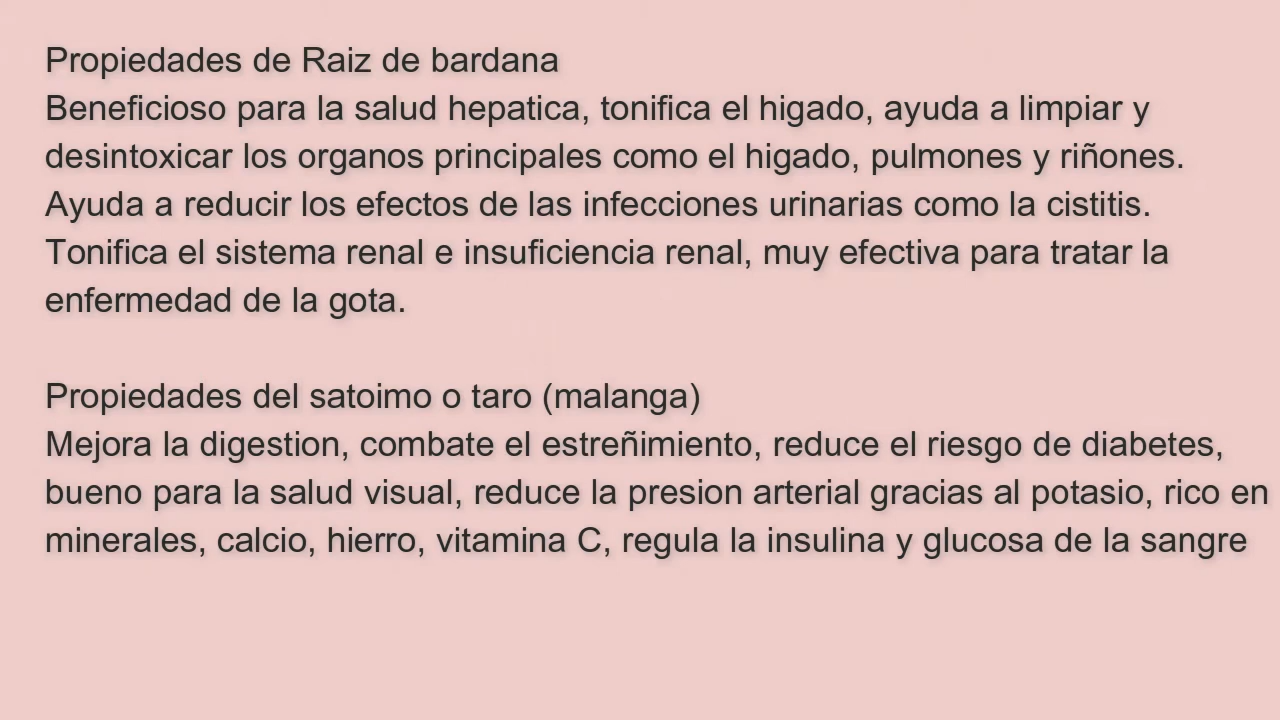 Propiedades de Raiz de bardana
Beneficioso para la salud hepatica, tonifica el higado, ayuda a limpiar y
desintoxicar los organos principales como el higado, pulmones y riñones.
Ayuda a reducir los efectos de las infecciones urinarias como la cistitis.
Tonifica el sistema renal e insuficiencia renal, muy efectiva para tratar la
enfermedad de la gota.
Propiedades del satoimo o taro (malanga)
Mejora la digestion, combate el estreñimiento, reduce el riesgo de diabetes,
bueno para la salud visual, reduce la presion arterial gracias al potasio, rico en
minerales, calcio, hierro, vitamina C, regula la insulina y glucosa de la sangre